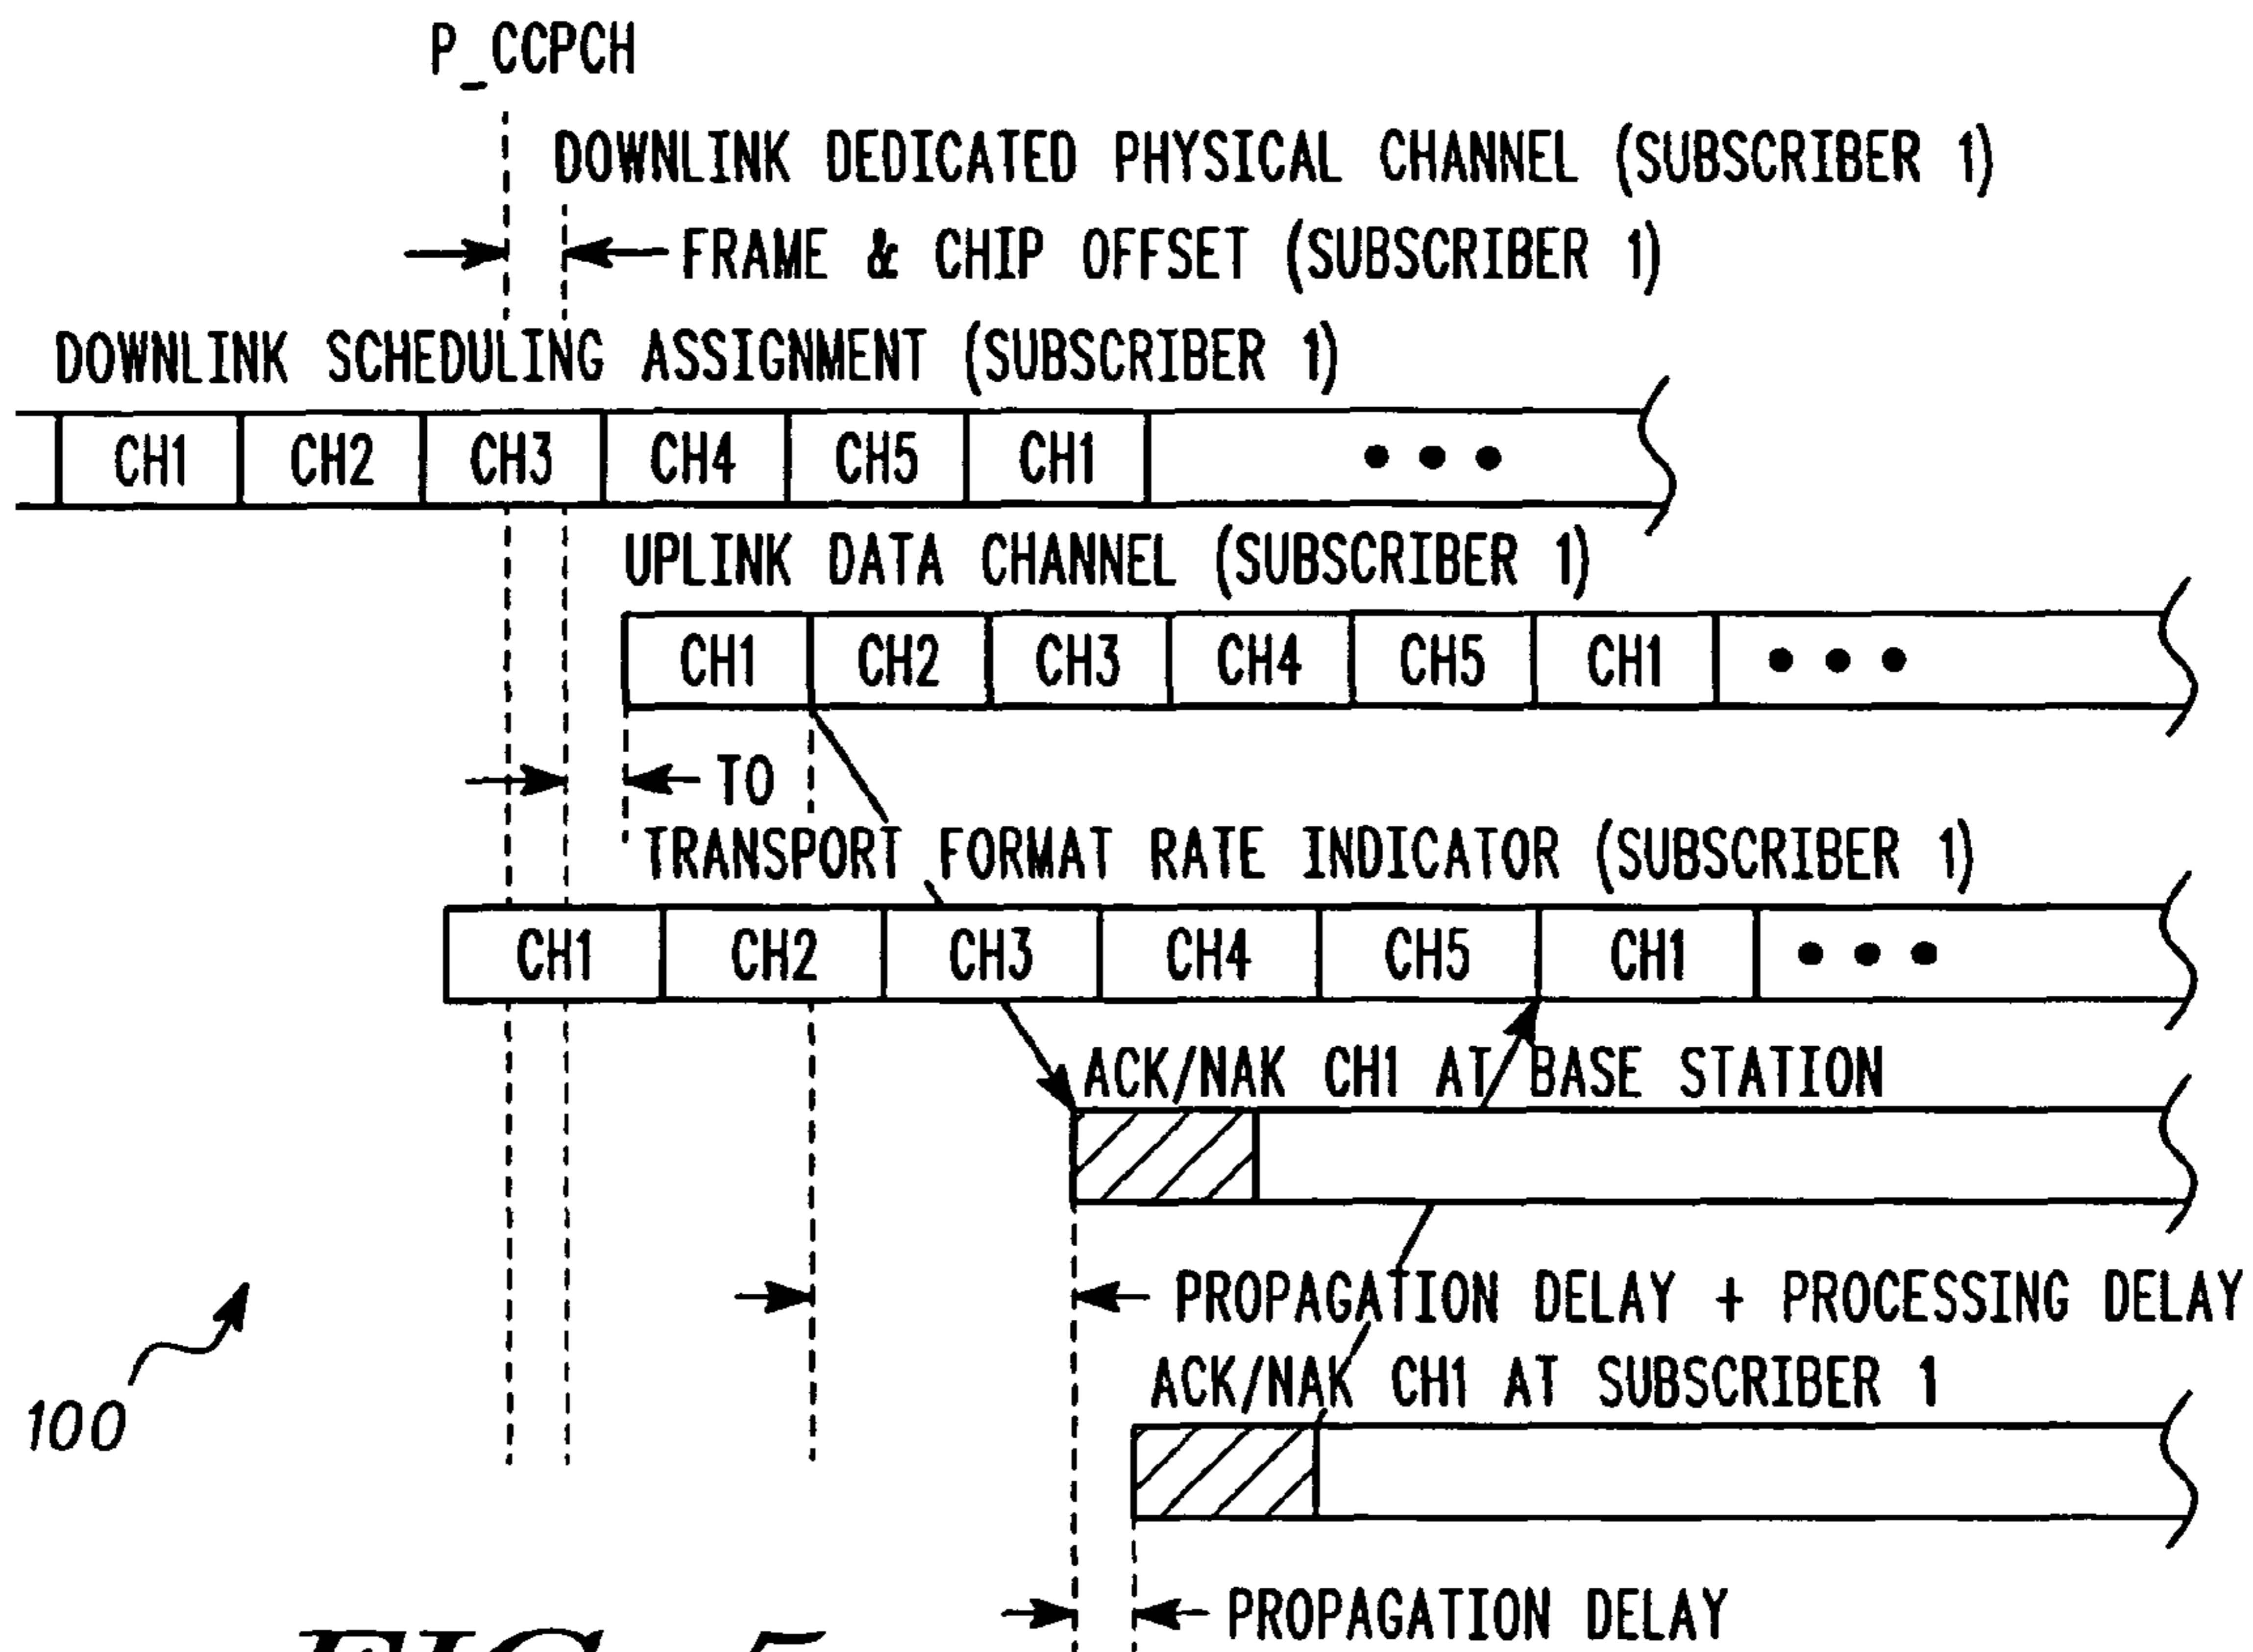 P_CCPCH
DOWNLINK DEDICATED PHYSICAL CHANNEL (SUBSCRIBER 1)
FRAME & CHIP OFFSET (SUBSCRIBER 1)
DOWNLINK SCHEDULING ASSIGNMENT (SUBSCRIBER 1)
CH1 CH2 CH3 CH4 CH5 CH1 •••
UPLINK DATA CHANNEL (SUBSCRIBER 1)
CH1 CH2 CH3 CH4 CH5 CH1 •••
TO
TRANSPORT FORMAT RATE INDICATOR (SUBSCRIBER 1)
CH1 CH2 CH3 CH4 CH5 CH1 •••
ACK/NAK CH1 AT BASE STATION
PROPAGATION DELAY + PROCESSING DELAY
ACK/NAK CH1 AT SUBSCRIBER 1
100
PROPAGATION DELAY
FIG. 5